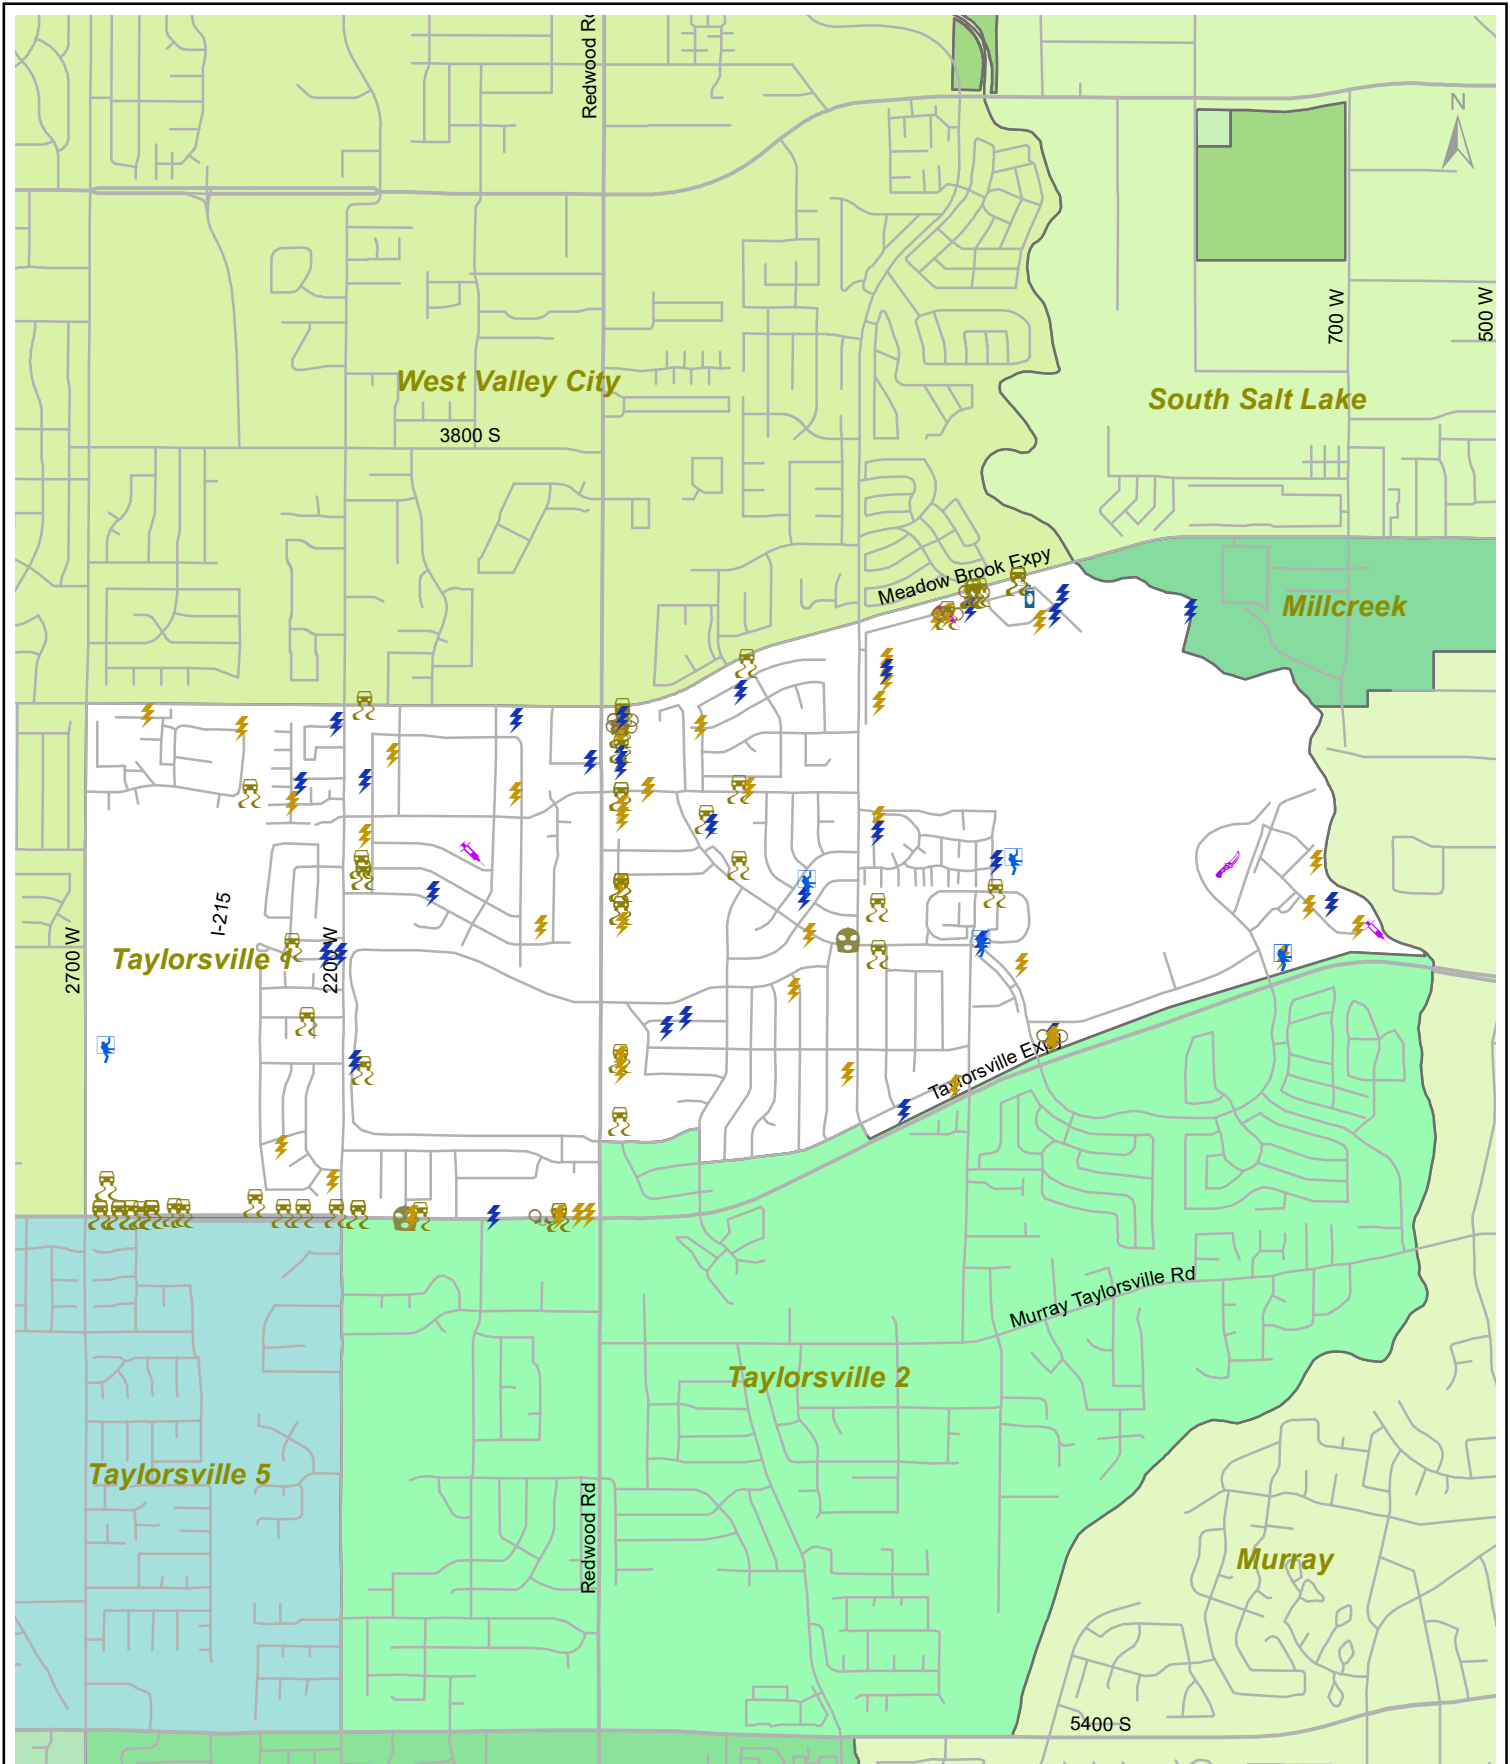 Redwood Rd
N
700 W
500 W
West Valley City
South Salt Lake
3800 S
Meadow Brook Expy
Millcreek
I-215
2700 W
Taylorsville 1
2200 W
Taylorsville Expy
Murray Taylorsville Rd
Taylorsville 2
Taylorsville 5
Redwood Rd
Murray
5400 S